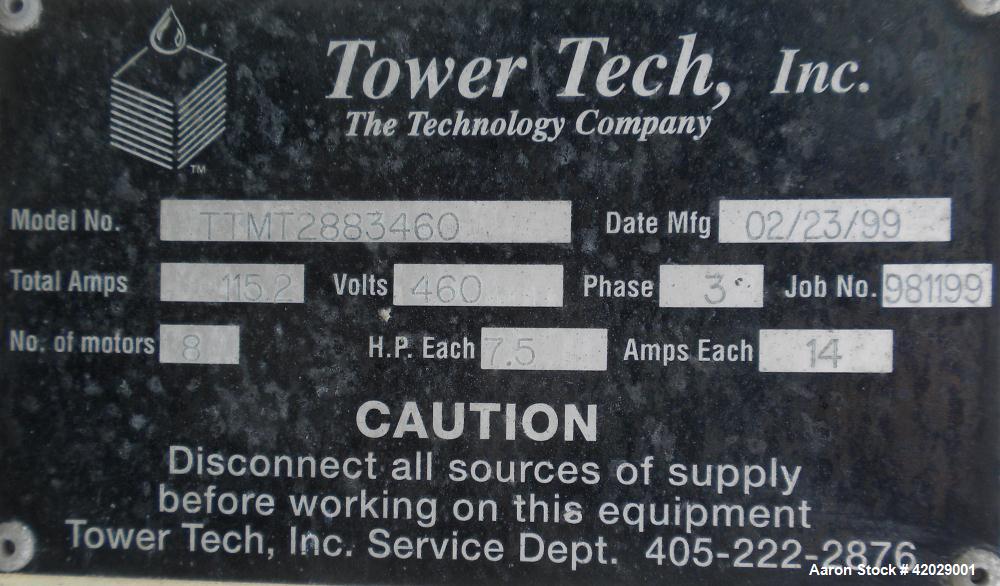 Tower Tech, Inc.
The Technology Company
TM
Model No. TTMT2883460 Date Mfg 02/23/99
Total Amps 115.2 Volts 460 Phase 3 Job No. 981199
No. of motors 8 H.P. Each 7.5 Amps Each 14
CAUTION
Disconnect all sources of supply
before working on this equipment
Tower Tech, Inc. Service Dept. 405-222-2876
Aaron Stock # 42029001